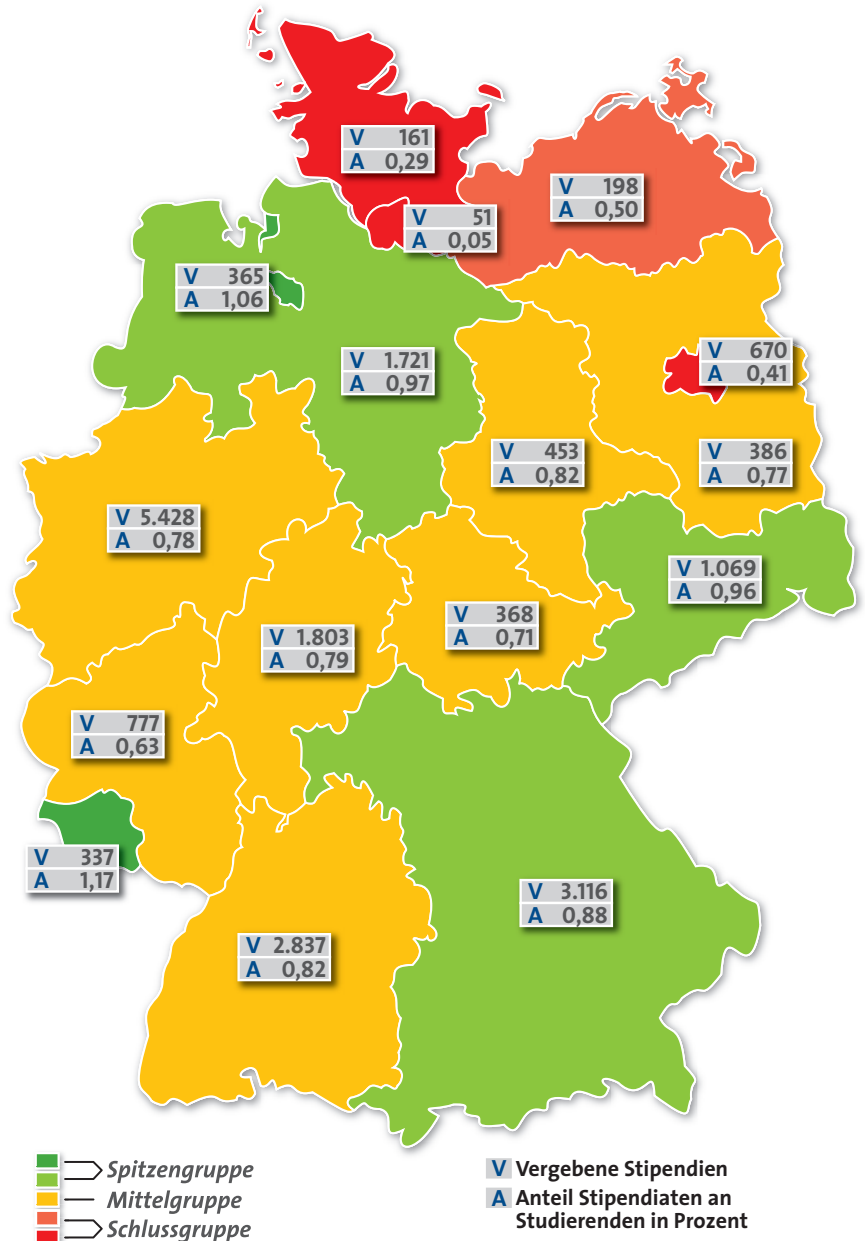 V 161
A 0,29
V 198
A 0,50
V 51
A 0,05
V 365
A 1,06
V 1.721
A 0,97
V 670
A 0,41
V 453
A 0,82
V 386
A 0,77
V 5.428
A 0,78
V 1.069
A 0,96
V 368
A 0,71
V 1.803
A 0,79
V 777
A 0,63
V 337
A 1,17
V 3.116
A 0,88
V 2.837
A 0,82
Spitzengruppe
Mittelgruppe
Schlussgruppe
V Vergebene Stipendien
A Anteil Stipendiaten an
Studierenden in Prozent